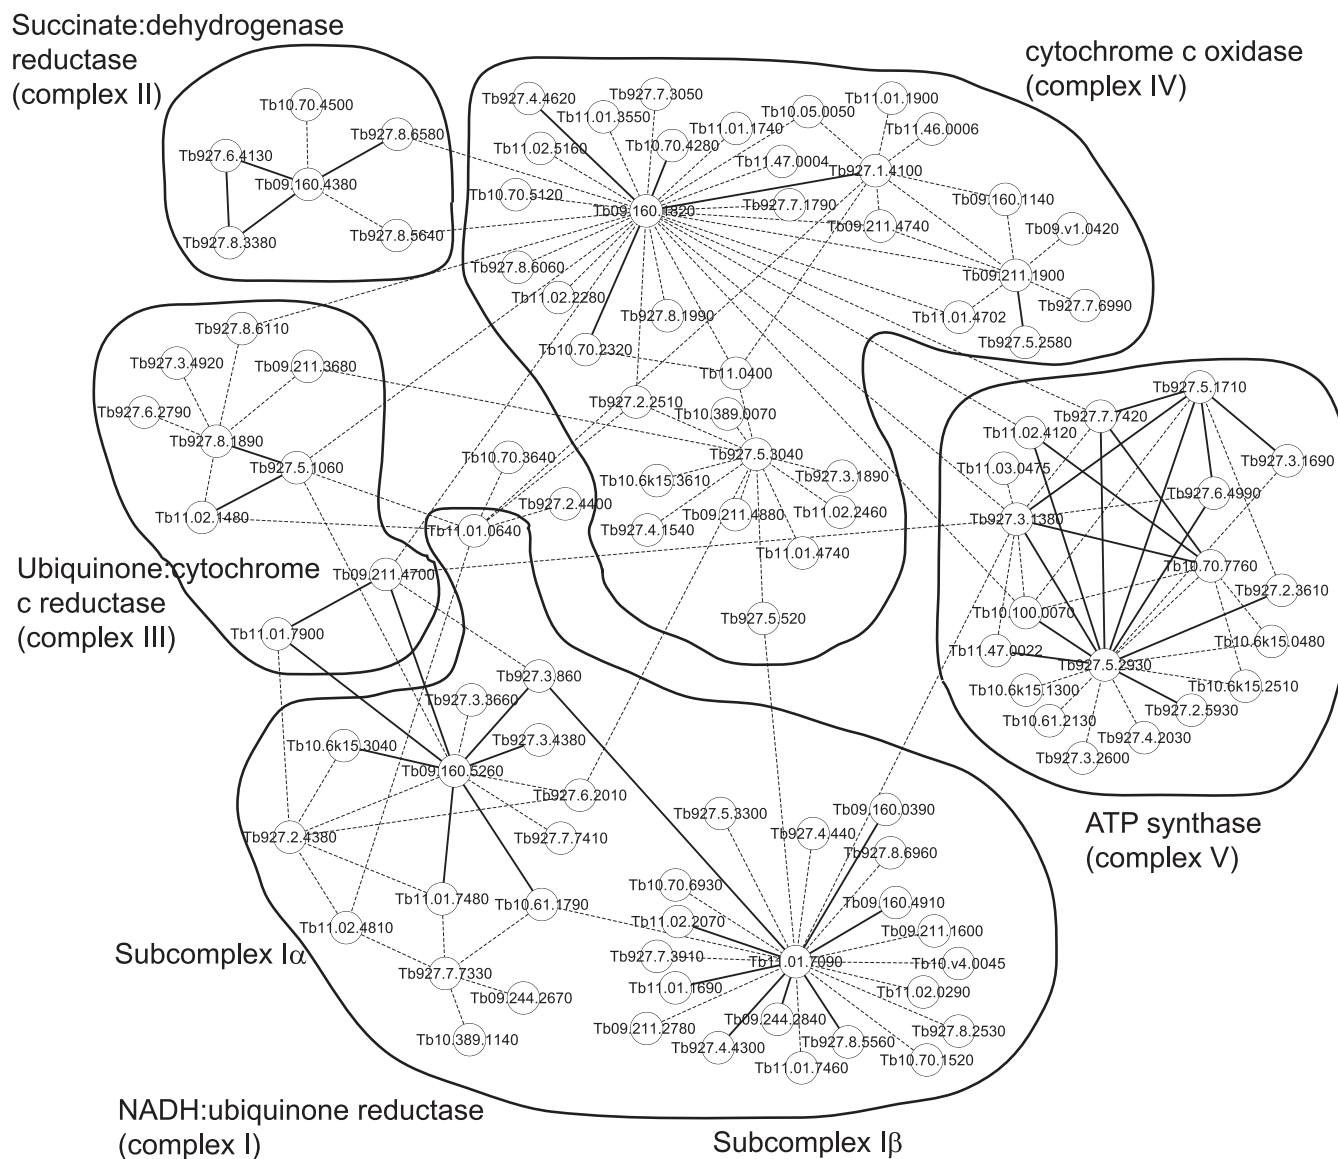 Succinate:dehydrogenase
reductase
(complex II)
cytochrome c oxidase
(complex IV)
Tb10.70.4500
Tb927.8.6580
Tb927.6.4130
Tb09.160.4380
Tb927.8.3380
Tb927.8.5640
Tb927.4.4620
Tb927.7.3050
Tb11.01.3550
Tb11.01.1740
Tb10.05.0050
Tb11.01.1900
Tb11.46.0006
Tb11.02.5160
Tb10.70.4280
Tb11.47.0004
Tb927.1.4100
Tb10.70.5120
Tb09.160.1820
Tb927.7.1790
Tb09.211.4740
Tb09.160.1140
Tb09.v1.0420
Tb927.8.6060
Tb11.02.2280
Tb927.8.1990
Tb09.211.1900
Tb11.01.4702
Tb927.7.6990
Tb927.5.2580
Tb10.70.2320
Tb11.0400
Tb927.2.2510
Tb10.389.0070
Tb927.5.3040
Tb10.6k15.3610
Tb927.3.1890
Tb927.4.1540
Tb09.211.4880
Tb11.02.2460
Tb11.01.4740
Tb927.5.520
Tb927.8.6110
Tb927.3.4920
Tb09.211.3680
Tb927.6.2790
Tb927.8.1890
Tb927.5.1060
Tb11.02.1480
Tb10.70.3640
Tb927.2.4400
Tb11.01.0640
Tb09.211.4700
Tb11.01.7900
Ubiquinone:cytochrome
c reductase
(complex III)
Tb927.5.1710
Tb927.7.7420
Tb11.02.4120
Tb11.03.0475
Tb927.3.1690
Tb927.6.4990
Tb927.3.1380
Tb10.70.7760
Tb927.2.3610
Tb10.100.0070
Tb11.47.0022
Tb927.5.2930
Tb10.6k15.0480
Tb10.6k15.1300
Tb10.6k15.2510
Tb927.2.5930
Tb10.61.2130
Tb927.4.2030
Tb927.3.2600
ATP synthase
(complex V)
Tb927.3.860
Tb927.3.3660
Tb10.6k15.3040
Tb927.3.4380
Tb09.160.5260
Tb927.6.2010
Tb927.2.4380
Tb927.7.7410
Tb11.01.7480
Tb10.61.1790
Tb11.02.4810
Tb927.7.7330
Tb09.244.2670
Tb10.389.1140
Subcomplex Iα
Tb927.5.3300
Tb09.160.0390
Tb927.4.440
Tb927.8.6960
Tb10.70.6930
Tb09.160.4910
Tb11.02.2070
Tb09.211.1600
Tb927.7.3910
Tb11.01.7090
Tb10.v4.0045
Tb11.01.1690
Tb11.02.0290
Tb09.211.2780
Tb09.244.2840
Tb927.8.2530
Tb927.4.4300
Tb927.8.5560
Tb10.70.1520
Tb11.01.7460
NADH:ubiquinone reductase
(complex I)
Subcomplex Iβ